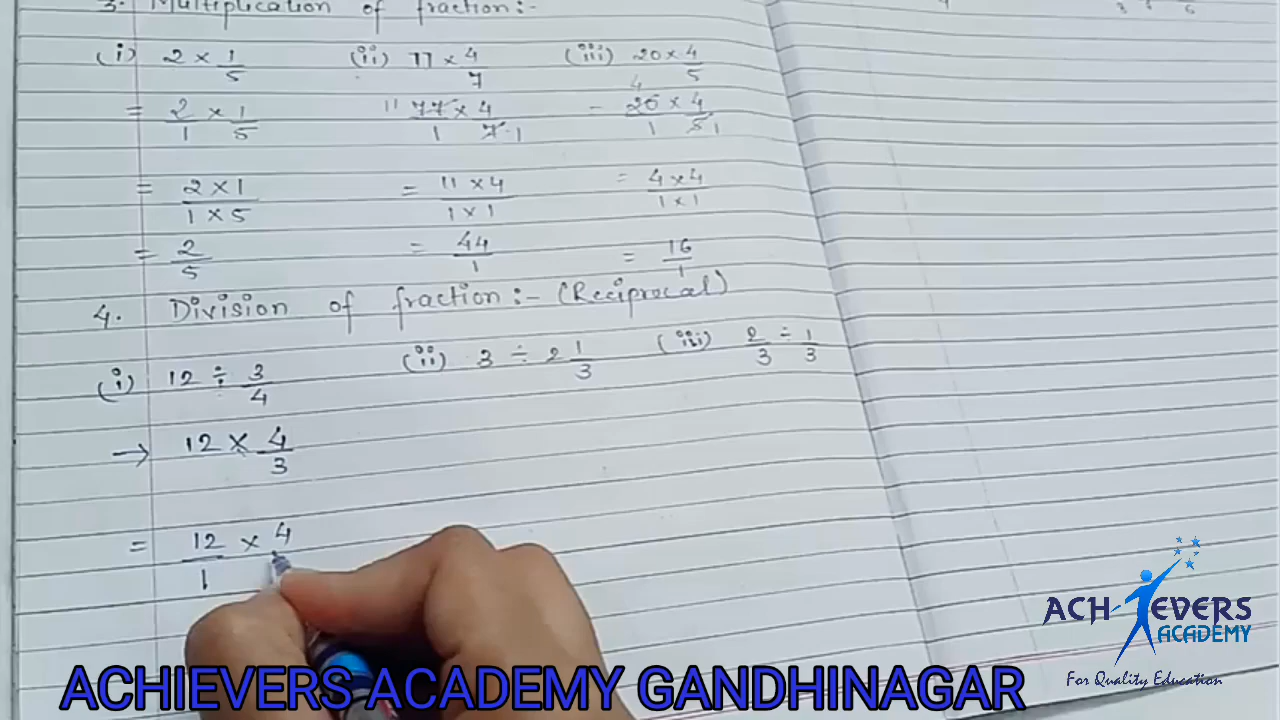 3. Multiplication of fraction:-
(i) 2 × 1/5 (ii) 77 × 4/7 (iii) 20 × 4/5
= 2/1 × 1/5 11 77/1 × 4/7 1 = 4 20/1 × 4/5 1
= 2 × 1/1 × 5 = 11 × 4/1 × 1 = 4 × 4/1 × 1
= 2/5 = 44/1 = 16/1
4. Division of fraction:- (Reciprocal)
(i) 12 ÷ 3/4 (ii) 3 ÷ 2 1/3 (iii) 2/3 ÷ 1/3
→ 12 × 4/3
= 12/1 × 4
ACHIEVERS
ACADEMY
For Quality Education
ACHIEVERS ACADEMY GANDHINAGAR